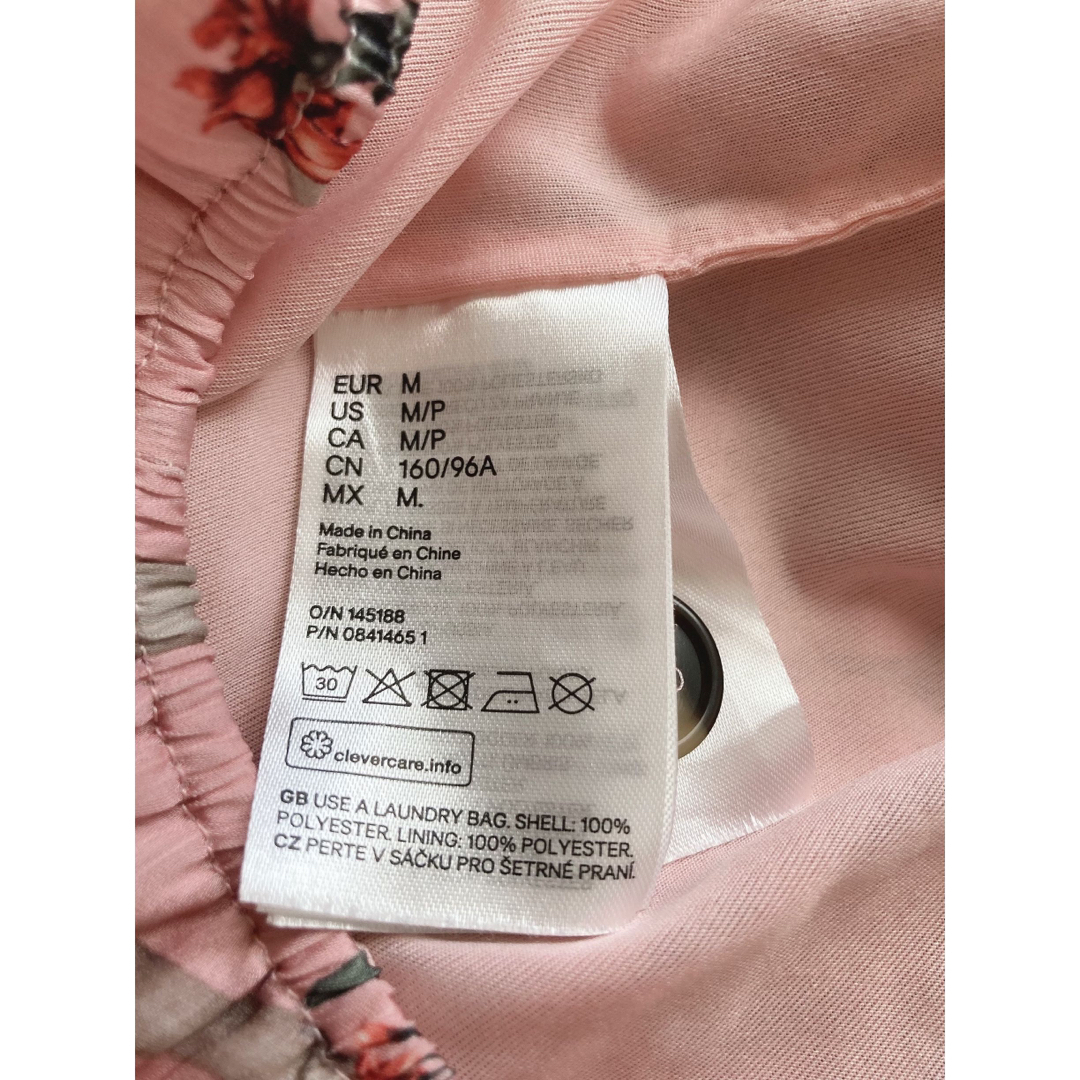 EUR M
US M/P
CA M/P
CN 160/96A
MX M.
Made in China
Fabriqué en Chine
Hecho en China
O/N 145188
P/N 0841465 1
30
clevercare.info
GB USE A LAUNDRY BAG. SHELL: 100%
POLYESTER. LINING: 100% POLYESTER.
CZ PERTE V SÁČKU PRO ŠETRNÉ PRANÍ.